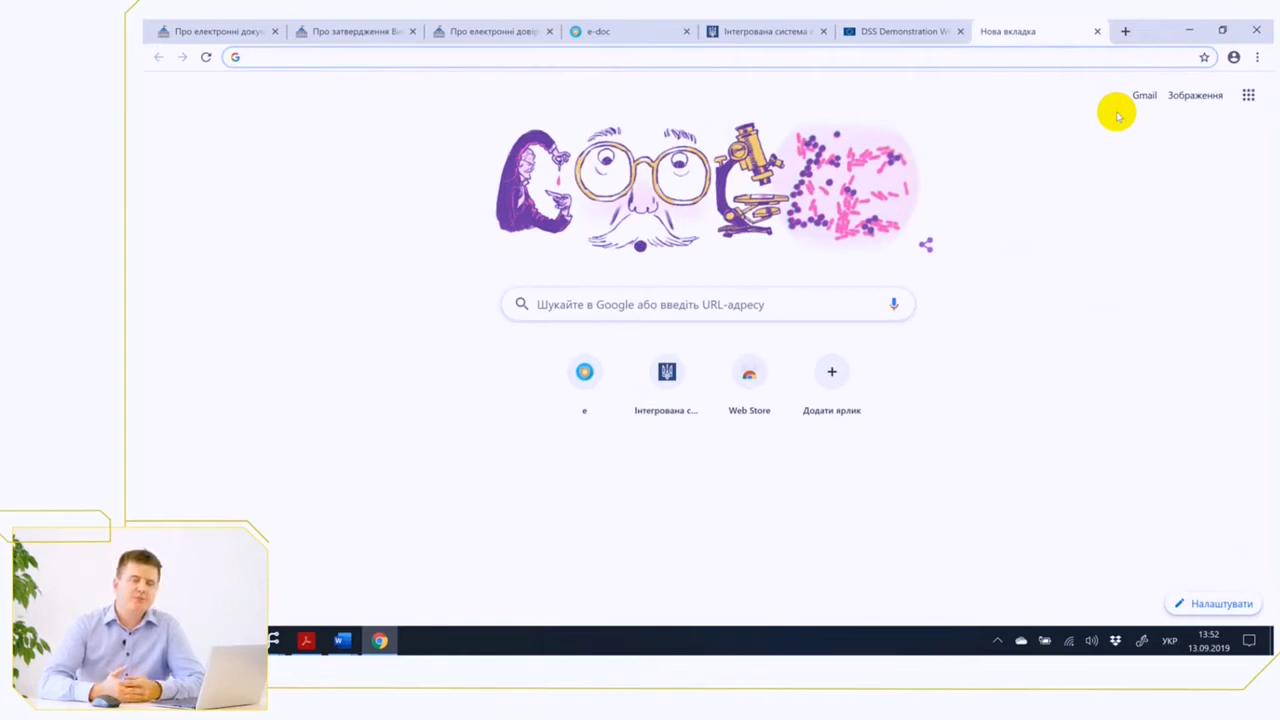 Про електронні докум
Про затвердження Ви
Про електронні довір
e-doc
Інтегрована система е
DSS Demonstration W
Нова вкладка
Gmail
Зображення
Шукайте в Google або введіть URL-адресу
e
Інтегрована с...
Web Store
Додати ярлик
Налаштувати
УКР
13:52
13.09.2019